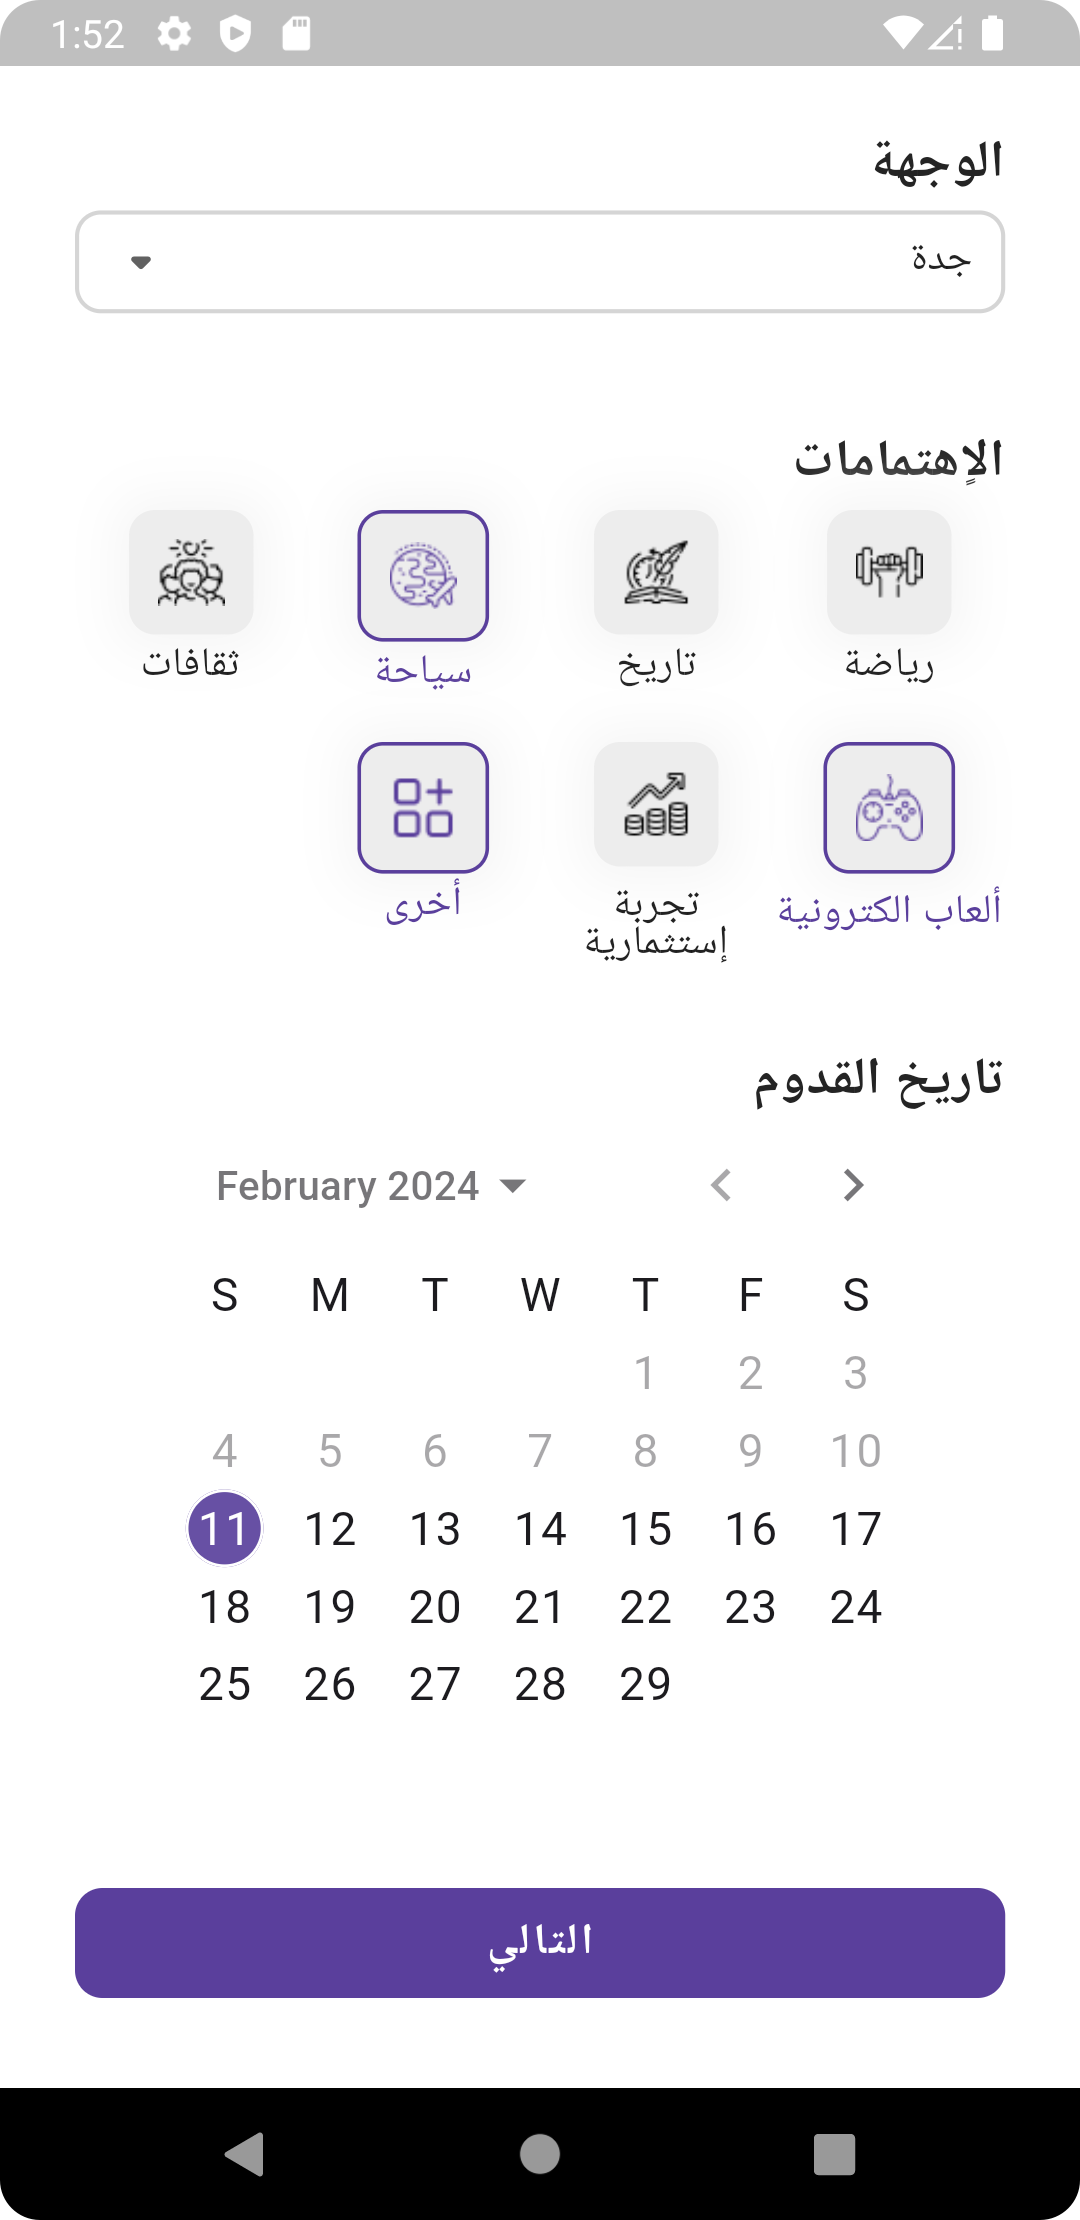 1:52
الوجهة
جدة
الإهتمامات
رياضة تاريخ سياحة ثقافات
ألعاب الكترونية تجربة إستثمارية أخرى
تاريخ القدوم
February 2024
S M T W T F S
1 2 3
4 5 6 7 8 9 10
11 12 13 14 15 16 17
18 19 20 21 22 23 24
25 26 27 28 29
التالي